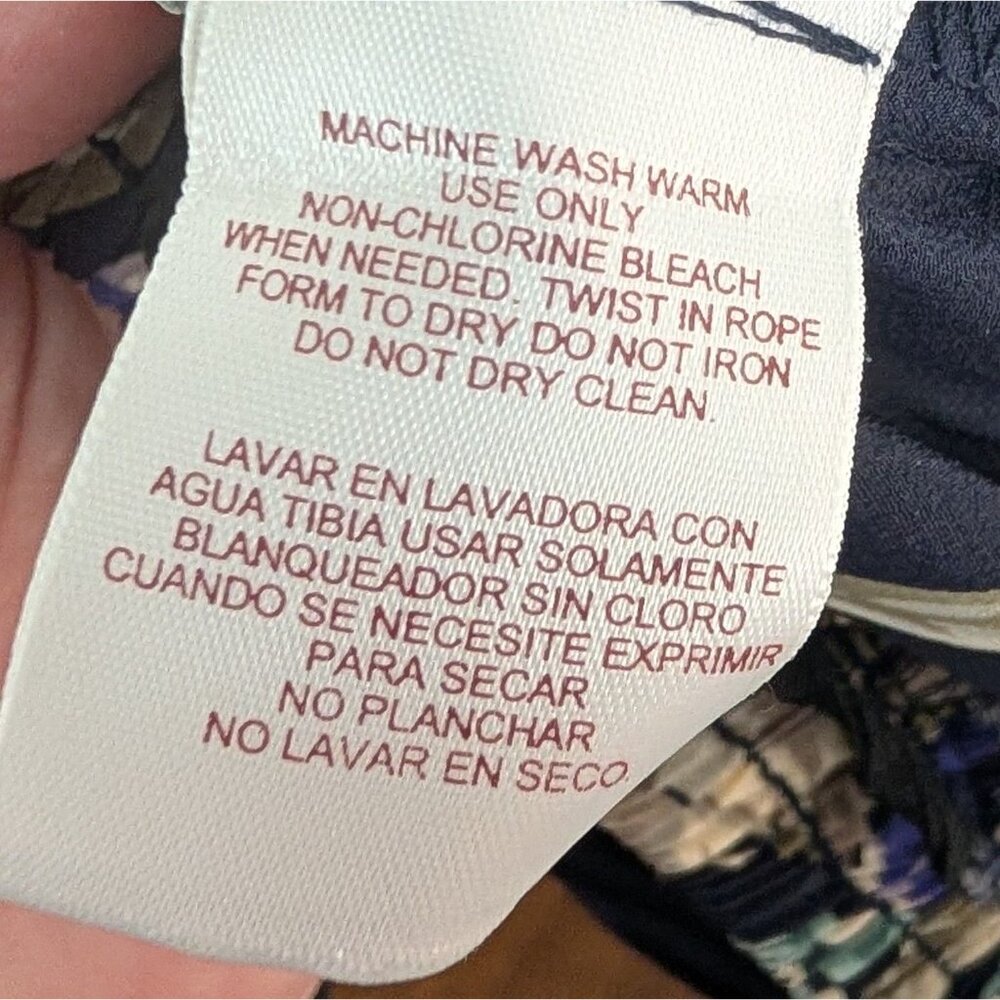 MACHINE WASH WARM
USE ONLY
NON-CHLORINE BLEACH
WHEN NEEDED. TWIST IN ROPE
FORM TO DRY DO NOT IRON
DO NOT DRY CLEAN.
LAVAR EN LAVADORA CON
AGUA TIBIA USAR SOLAMENTE
BLANQUEADOR SIN CLORO
CUANDO SE NECESITE EXPRIMIR
PARA SECAR
NO PLANCHAR
NO LAVAR EN SECO.